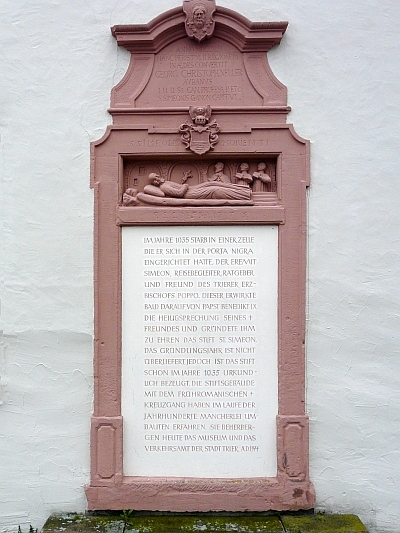 GEORG CHRISTOPH
IM JAHRE 1035 STARB IN EINER ZELLE
DIE ER SICH IN DER PORTA NIGRA
EINGERICHTET HATTE, DER EREMIT
SIMEON, REISEBEGLEITER, RATGEBER
UND FREUND DES TRIERER ERZ-
BISCHOFS POPPO. DIESER ERWIRKTE
BALD DARAUF VON PAPST BENEDIKT IX.
DIE HEILIGSPRECHUNG SEINES +
FREUNDES UND GRÜNDETE IHM
ZU EHREN DAS STIFT ST. SIMEON.
DAS GRÜNDUNGSJAHR IST NICHT
ÜBERLIEFERT JEDOCH IST DAS STIFT
SCHON IM JAHRE 1035 URKUND-
LICH BEZEUGT. DIE STIFTSGEBÄUDE
MIT DEM FRÜHROMANISCHEN +
KREUZGANG HABEN IM LAUFE DER
JAHRHUNDERTE MANCHERLEI UM-
BAUTEN ERFAHREN. SIE BEHERBER-
GEN HEUTE DAS MUSEUM UND DAS
VERKEHRSAMT DER STADT TRIER, A.D.